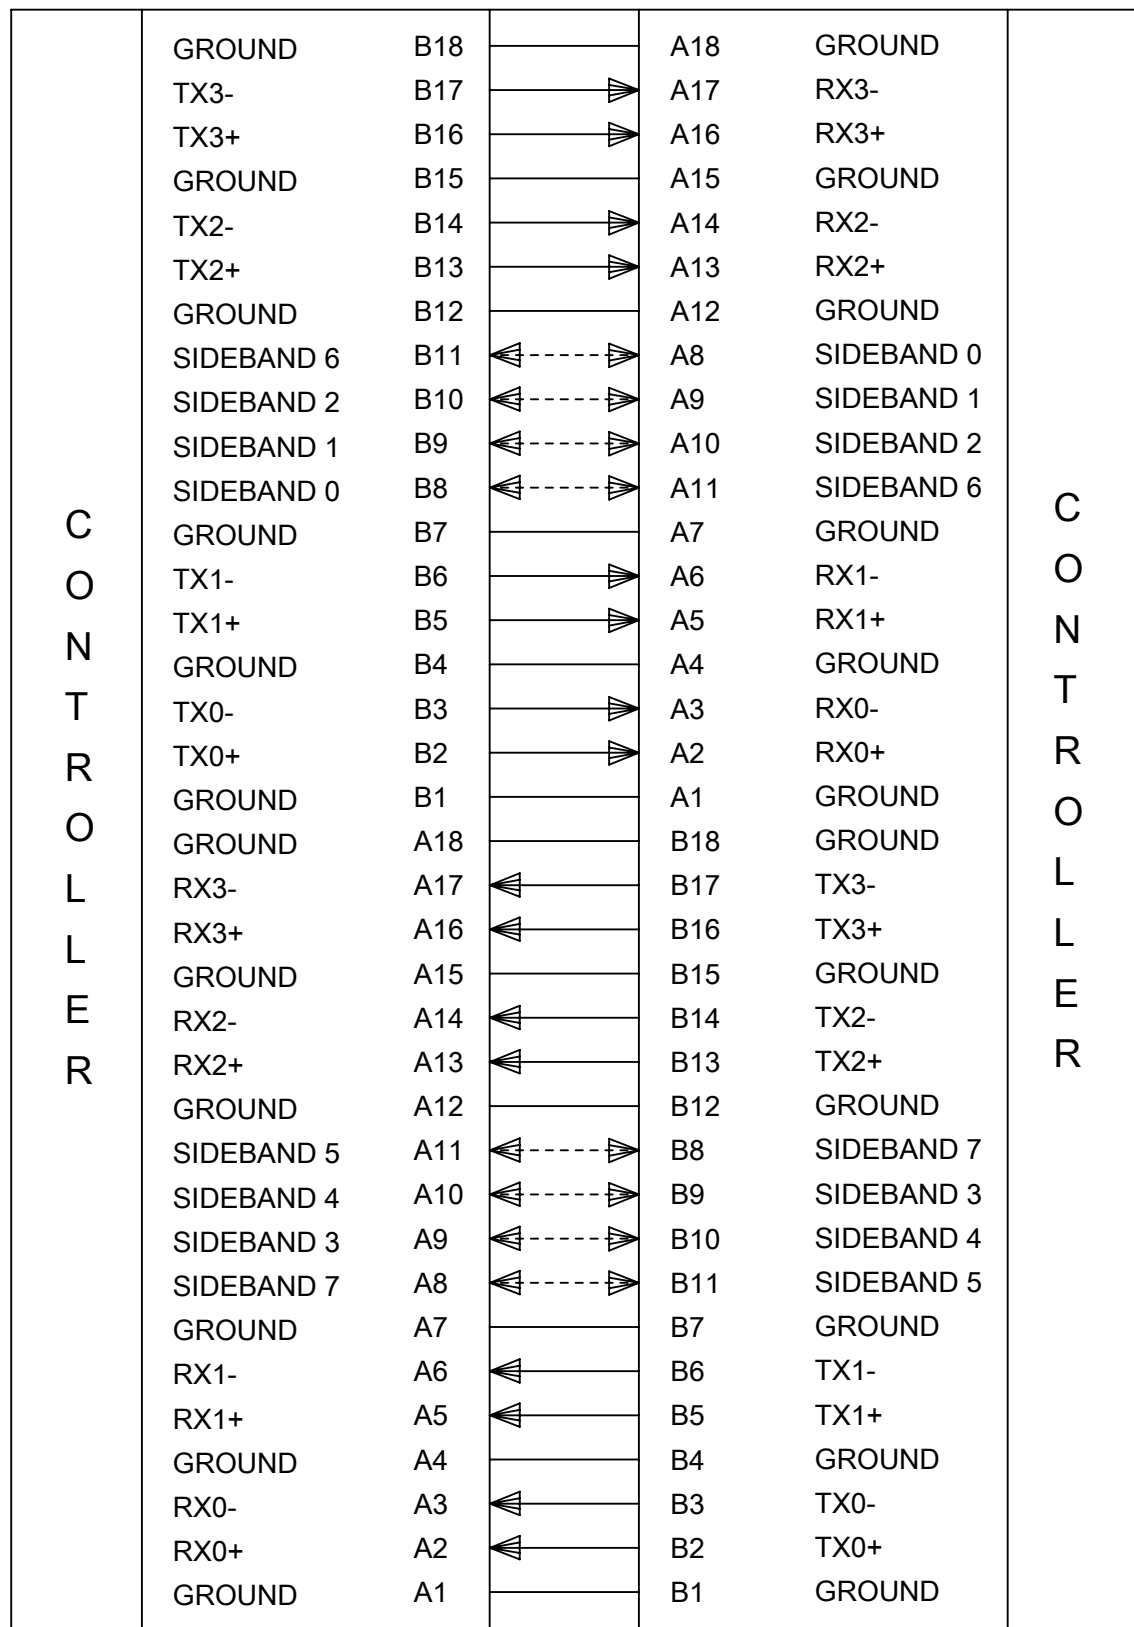 GROUND B18 A18 GROUND
TX3- B17 A17 RX3-
TX3+ B16 A16 RX3+
GROUND B15 A15 GROUND
TX2- B14 A14 RX2-
TX2+ B13 A13 RX2+
GROUND B12 A12 GROUND
SIDEBAND 6 B11 A8 SIDEBAND 0
SIDEBAND 2 B10 A9 SIDEBAND 1
SIDEBAND 1 B9 A10 SIDEBAND 2
SIDEBAND 0 B8 A11 SIDEBAND 6
GROUND B7 A7 GROUND
TX1- B6 A6 RX1-
TX1+ B5 A5 RX1+
GROUND B4 A4 GROUND
TX0- B3 A3 RX0-
TX0+ B2 A2 RX0+
GROUND B1 A1 GROUND
GROUND A18 B18 GROUND
RX3- A17 B17 TX3-
RX3+ A16 B16 TX3+
GROUND A15 B15 GROUND
RX2- A14 B14 TX2-
RX2+ A13 B13 TX2+
GROUND A12 B12 GROUND
SIDEBAND 5 A11 B8 SIDEBAND 7
SIDEBAND 4 A10 B9 SIDEBAND 3
SIDEBAND 3 A9 B10 SIDEBAND 4
SIDEBAND 7 A8 B11 SIDEBAND 5
GROUND A7 B7 GROUND
RX1- A6 B6 TX1-
RX1+ A5 B5 TX1+
GROUND A4 B4 GROUND
RX0- A3 B3 TX0-
RX0+ A2 B2 TX0+
GROUND A1 B1 GROUND
CONTROLLER
CONTROLLER